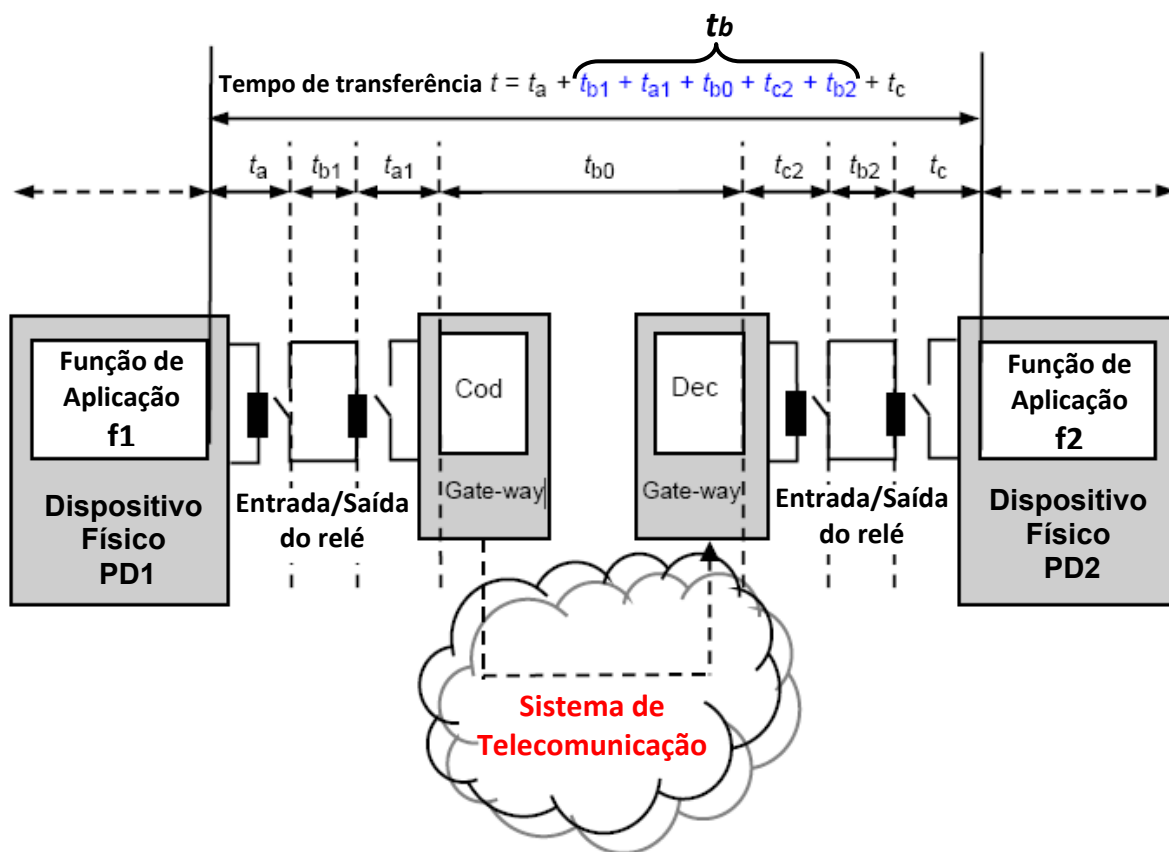 tb
Tempo de transferência t = ta + tb1 + ta1 + tb0 + tc2 + tb2 + tc
ta tb1 ta1 tb0 tc2 tb2 tc
Função de
Aplicação
f1
Dispositivo
Físico
PD1
Entrada/Saída
do relé
Cod
Gate-way
Dec
Gate-way
Entrada/Saída
do relé
Função de
Aplicação
f2
Dispositivo
Físico
PD2
Sistema de
Telecomunicação